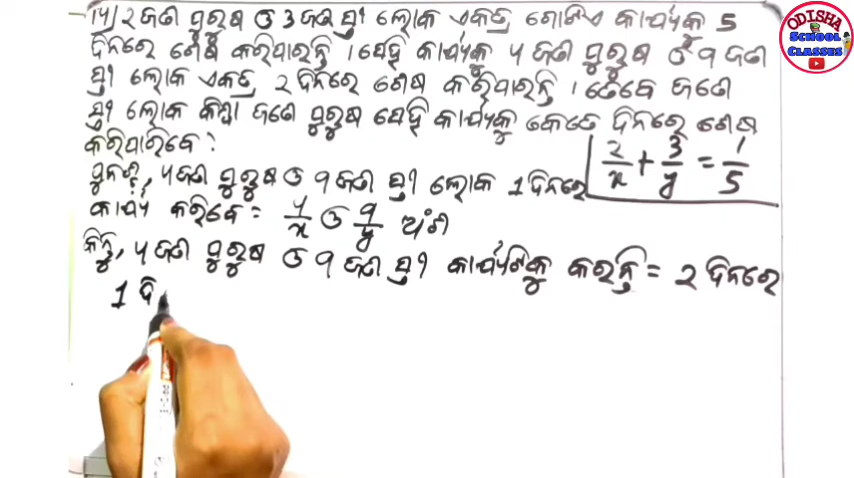 14) 2 ଜଣ ପୁରୁଷ ଓ 3 ଜଣ ସ୍ତ୍ରୀ ଲୋକ ଏକତ୍ର ଗୋଟିଏ କାର୍ଯ୍ୟକୁ 5
ଦିନରେ ଶେଷ କରିପାରନ୍ତି । ସେହି କାର୍ଯ୍ୟକୁ 4 ଜଣ ପୁରୁଷ ଓ 9 ଜଣ
ସ୍ତ୍ରୀ ଲୋକ ଏକତ୍ର 2 ଦିନରେ ଶେଷ କରିପାରନ୍ତି । ତେବେ ଜଣେ
ସ୍ତ୍ରୀ ଲୋକ କିମ୍ବା ଜଣେ ପୁରୁଷ ସେହି କାର୍ଯ୍ୟକୁ କେତେ ଦିନରେ ଶେଷ
କରିପାରିବେ ?
2/x + 3/y = 1/5
ପୁନଶ୍ଚ, 4 ଜଣ ପୁରୁଷ ଓ 9 ଜଣ ସ୍ତ୍ରୀ ଲୋକ 1 ଦିନରେ
କାର୍ଯ୍ୟ କରିବେ = 4/x ଓ 9/y ଅଂଶ
କିନ୍ତୁ, 4 ଜଣ ପୁରୁଷ ଓ 9 ଜଣ ସ୍ତ୍ରୀ କାର୍ଯ୍ୟଟିକୁ କରନ୍ତି = 2 ଦିନରେ
1 ଦି
ODISHA
School
CLASSES